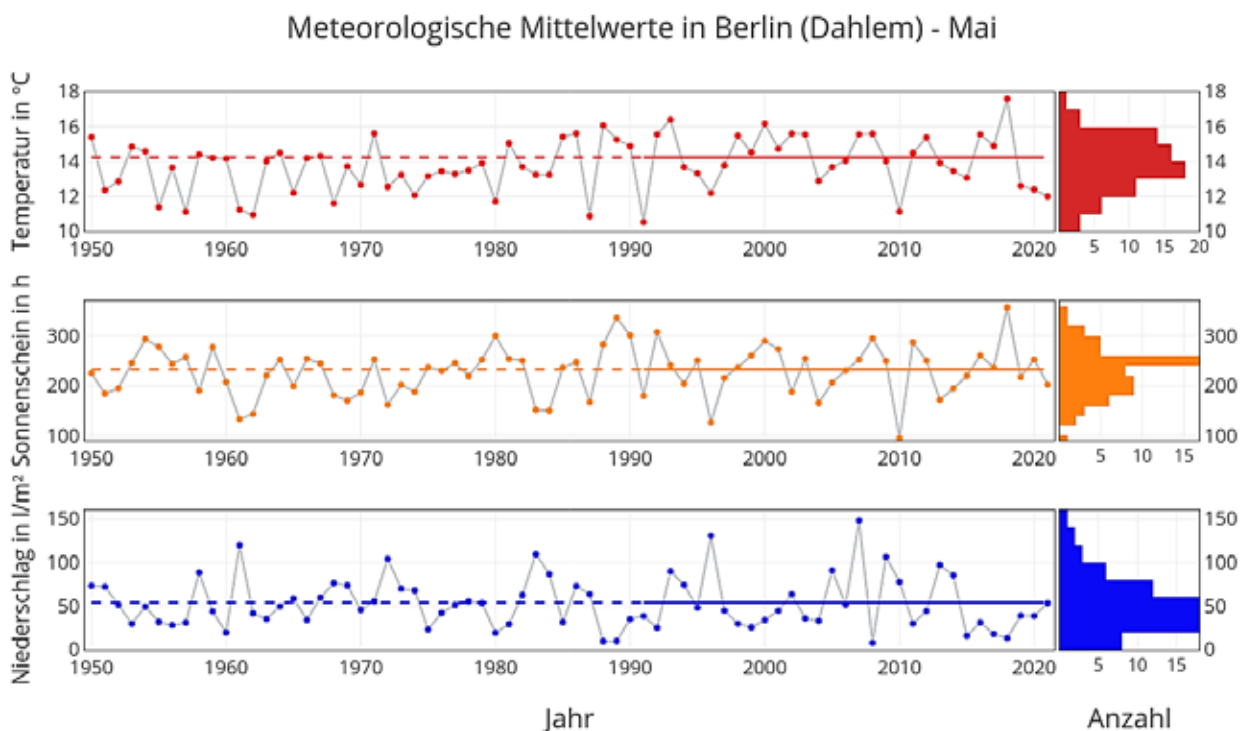 Meteorologische Mittelwerte in Berlin (Dahlem) - Mai
Temperatur in °C
18
16
14
12
10
1950 1960 1970 1980 1990 2000 2010 2020
18
16
14
12
10
5 10 15 20
Sonnenschein in h
300
200
100
1950 1960 1970 1980 1990 2000 2010 2020
300
200
100
5 10 15
Niederschlag in l/m²
150
100
50
0
1950 1960 1970 1980 1990 2000 2010 2020
150
100
50
0
5 10 15
Jahr
Anzahl